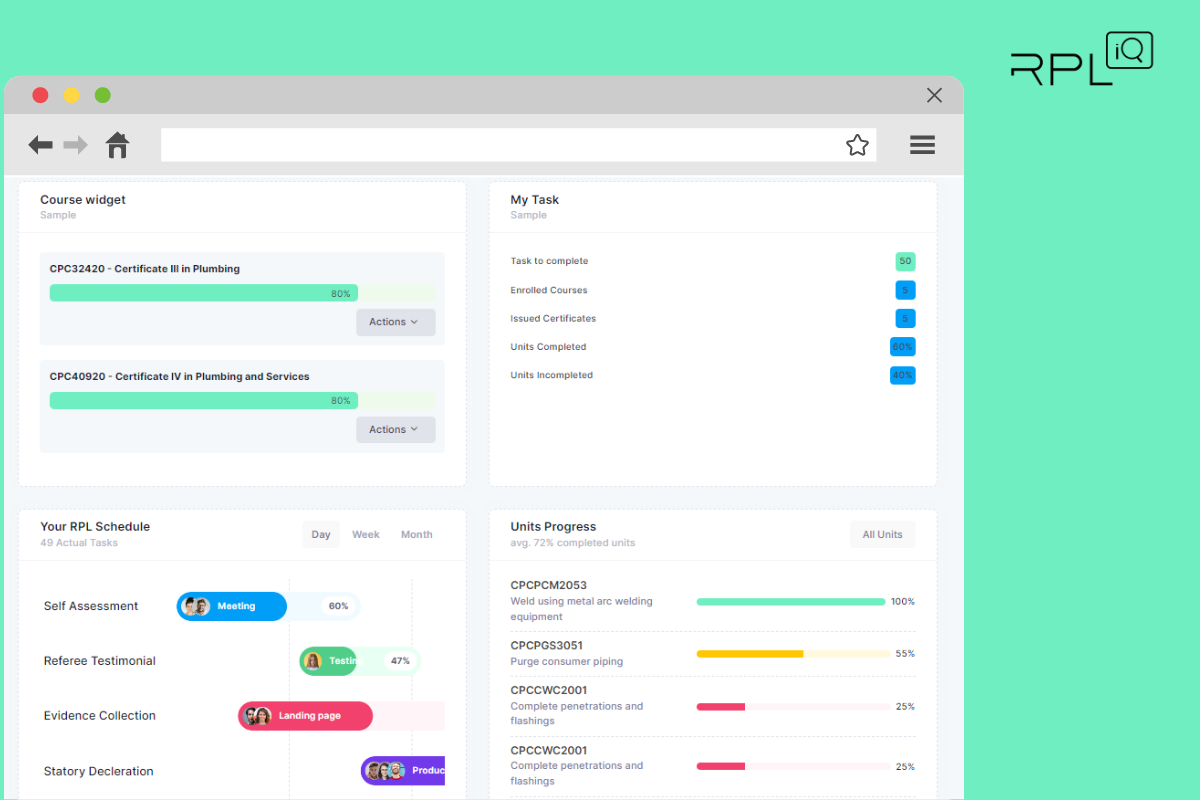 RPL iQ
Course widget
Sample
CPC32420 - Certificate III in Plumbing
80%
Actions
CPC40920 - Certificate IV in Plumbing and Services
80%
Actions
My Task
Sample
Task to complete 50
Enrolled Courses 5
Issued Certificates 5
Units Completed 60%
Units Incompleted 40%
Your RPL Schedule
49 Actual Tasks
Day Week Month
Self Assessment Meeting 60%
Referee Testimonial Testin 47%
Evidence Collection Landing page
Statory Decleration Produc
Units Progress
avg. 72% completed units
All Units
CPCPCM2053
Weld using metal arc welding
equipment
100%
CPCPGS3051
Purge consumer piping
55%
CPCCWC2001
Complete penetrations and
flashings
25%
CPCCWC2001
Complete penetrations and
flashings
25%